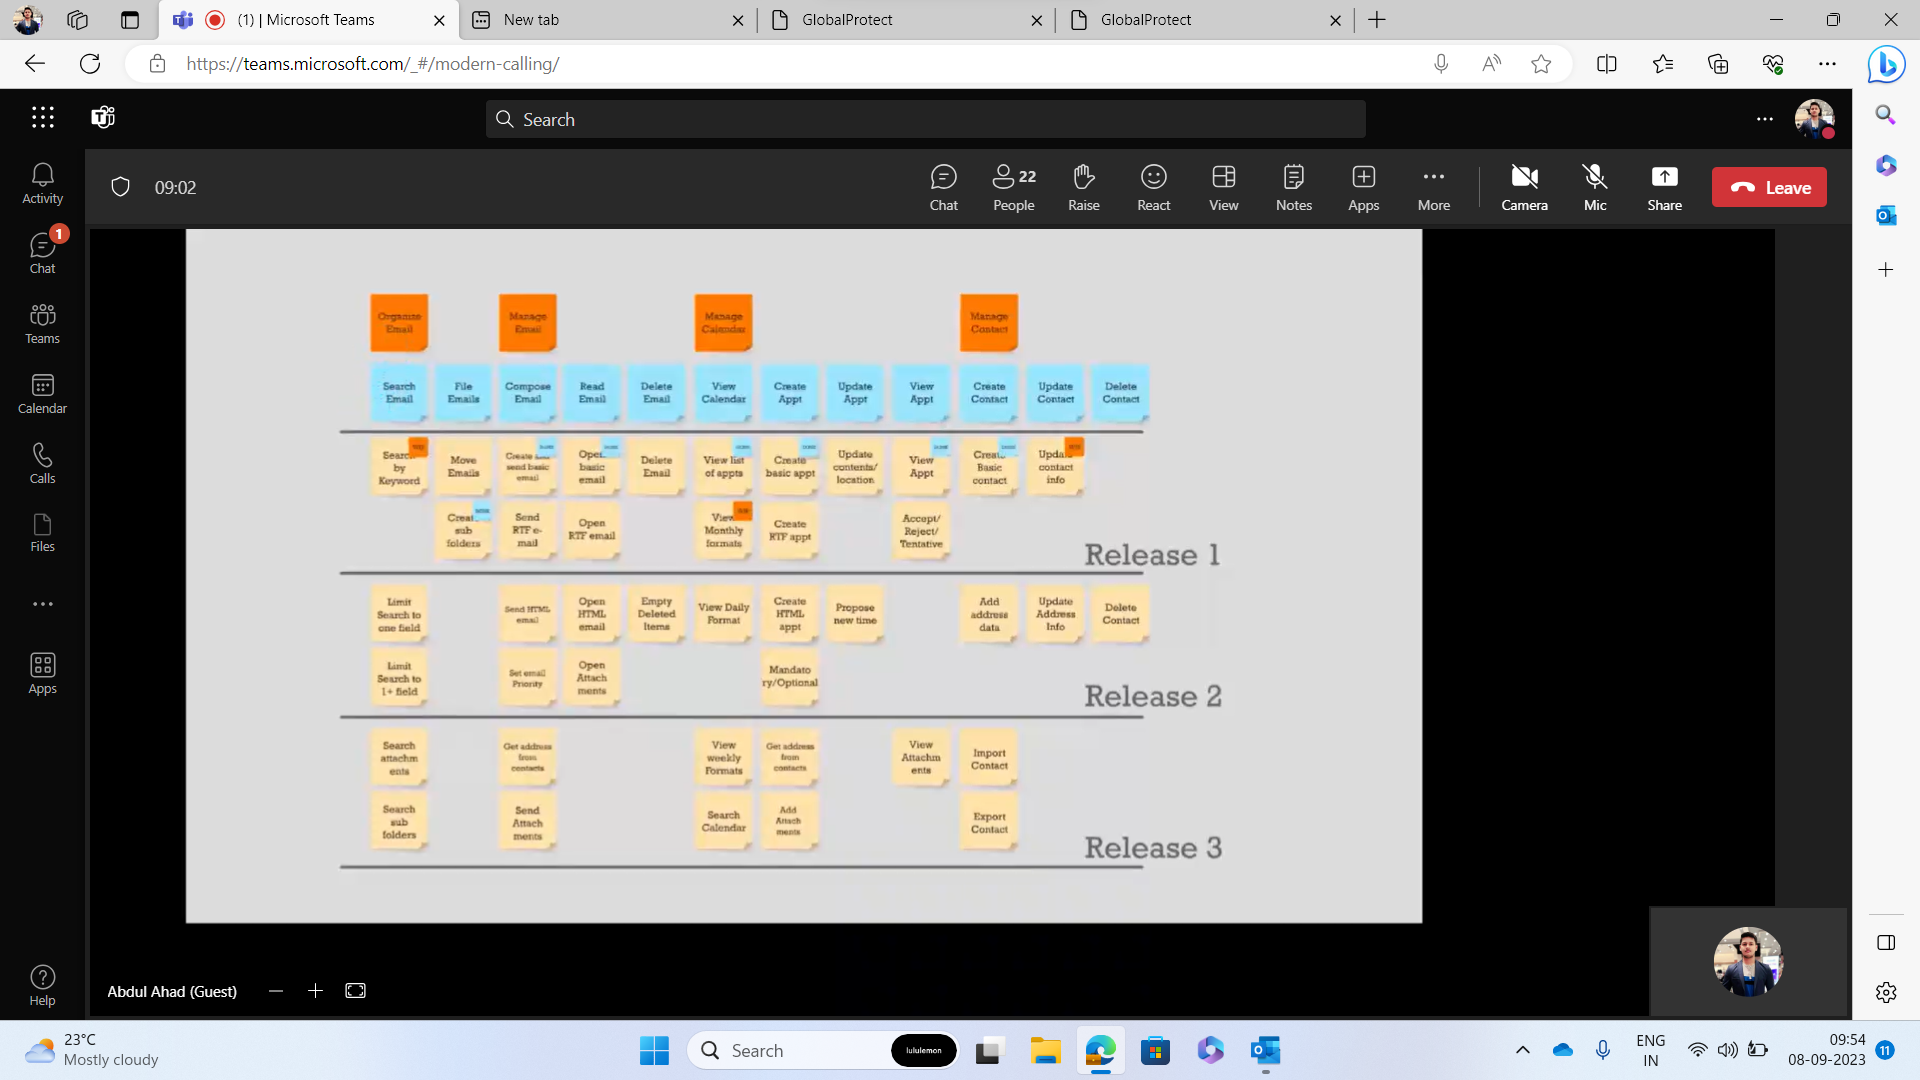 (1) | Microsoft Teams
New tab
GlobalProtect
GlobalProtect
https://teams.microsoft.com/_#/modern-calling/
Search
09:02
22
Chat
People
Raise
React
View
Notes
Apps
More
Camera
Mic
Share
Leave
Activity
1
Chat
Teams
Calendar
Calls
Files
Apps
Help
Organize
Email
Manage
Email
Manage
Calendar
Manage
Contact
Search
Email
File
Emails
Compose
Email
Read
Email
Delete
Email
View
Calendar
Create
Appt
Update
Appt
View
Appt
Create
Contact
Update
Contact
Delete
Contact
Search
by
Keyword
Move
Emails
Create and
send basic
email
Open
basic
email
Delete
Email
View list
of appts
Create
basic appt
Update
contents/
location
View
Appt
Create
Basic
contact
Update
contact
info
Create
sub
folders
Send
RTF e-
mail
Open
RTF email
View
Monthly
formats
Create
RTF appt
Accept/
Reject/
Tentative
Release 1
Limit
Search to
one field
Send HTML
email
Open
HTML
email
Empty
Deleted
Items
View Daily
Format
Create
HTML
appt
Propose
new time
Add
address
data
Update
Address
Info
Delete
Contact
Limit
Search to
1+ field
Set email
Priority
Open
Attach
ments
Mandato
ry/Optional
Release 2
Search
attachm
ents
Get address
from
contacts
View
weekly
Formats
Get address
from
contacts
View
Attachm
ents
Import
Contact
Search
sub
folders
Send
Attach
ments
Search
Calendar
Add
Attach
ments
Export
Contact
Release 3
Abdul Ahad (Guest)
23°C
Mostly cloudy
Search
lululemon
ENG
IN
09:54
08-09-2023
11